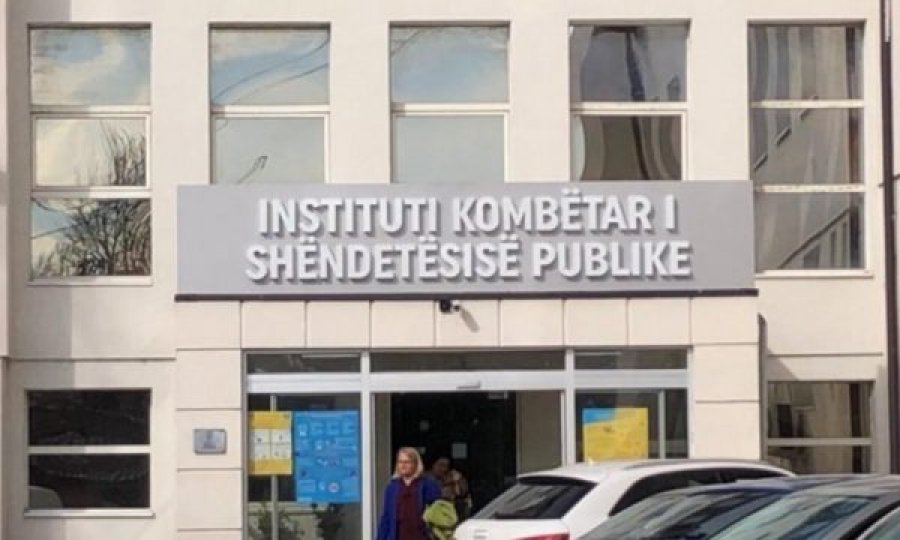 INSTITUTI KOMBËTAR I
SHËNDETËSISË PUBLIKE